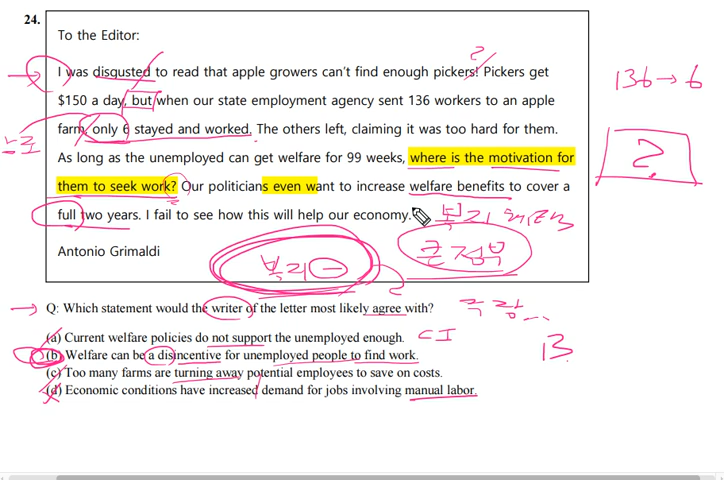 24.
To the Editor:
I was disgusted to read that apple growers can't find enough pickers! Pickers get
$150 a day, but when our state employment agency sent 136 workers to an apple
farm, only 6 stayed and worked. The others left, claiming it was too hard for them.
As long as the unemployed can get welfare for 99 weeks, where is the motivation for
them to seek work? Our politicians even want to increase welfare benefits to cover a
full two years. I fail to see how this will help our economy.
Antonio Grimaldi
136→6
2
큰 정부
복지
Q: Which statement would the writer of the letter most likely agree with?
(a) Current welfare policies do not support the unemployed enough.
(b) Welfare can be a disincentive for unemployed people to find work.
(c) Too many farms are turning away potential employees to save on costs.
(d) Economic conditions have increased demand for jobs involving manual labor.